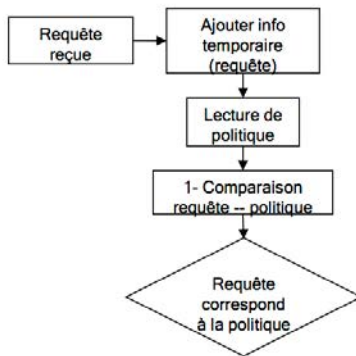 Requête
reçue
Ajouter info
temporaire
(requête)
Lecture de
politique
1- Comparaison
requête -- politique
Requête
correspond
à la politique